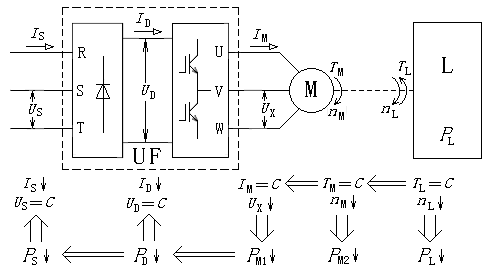 I_S I_D I_M
R U
T_M T_L
S V M L
U_S U_D U_X n_M n_L
T W
UF P_L
I_S↓ I_D↓ I_M=C ⇐ T_M=C ⇐ T_L=C
U_S=C U_D=C U_X↓ n_M↓ n_L↓
P_S↓ ⇐ P_D↓ ⇐ P_M1↓ P_M2↓ P_L↓